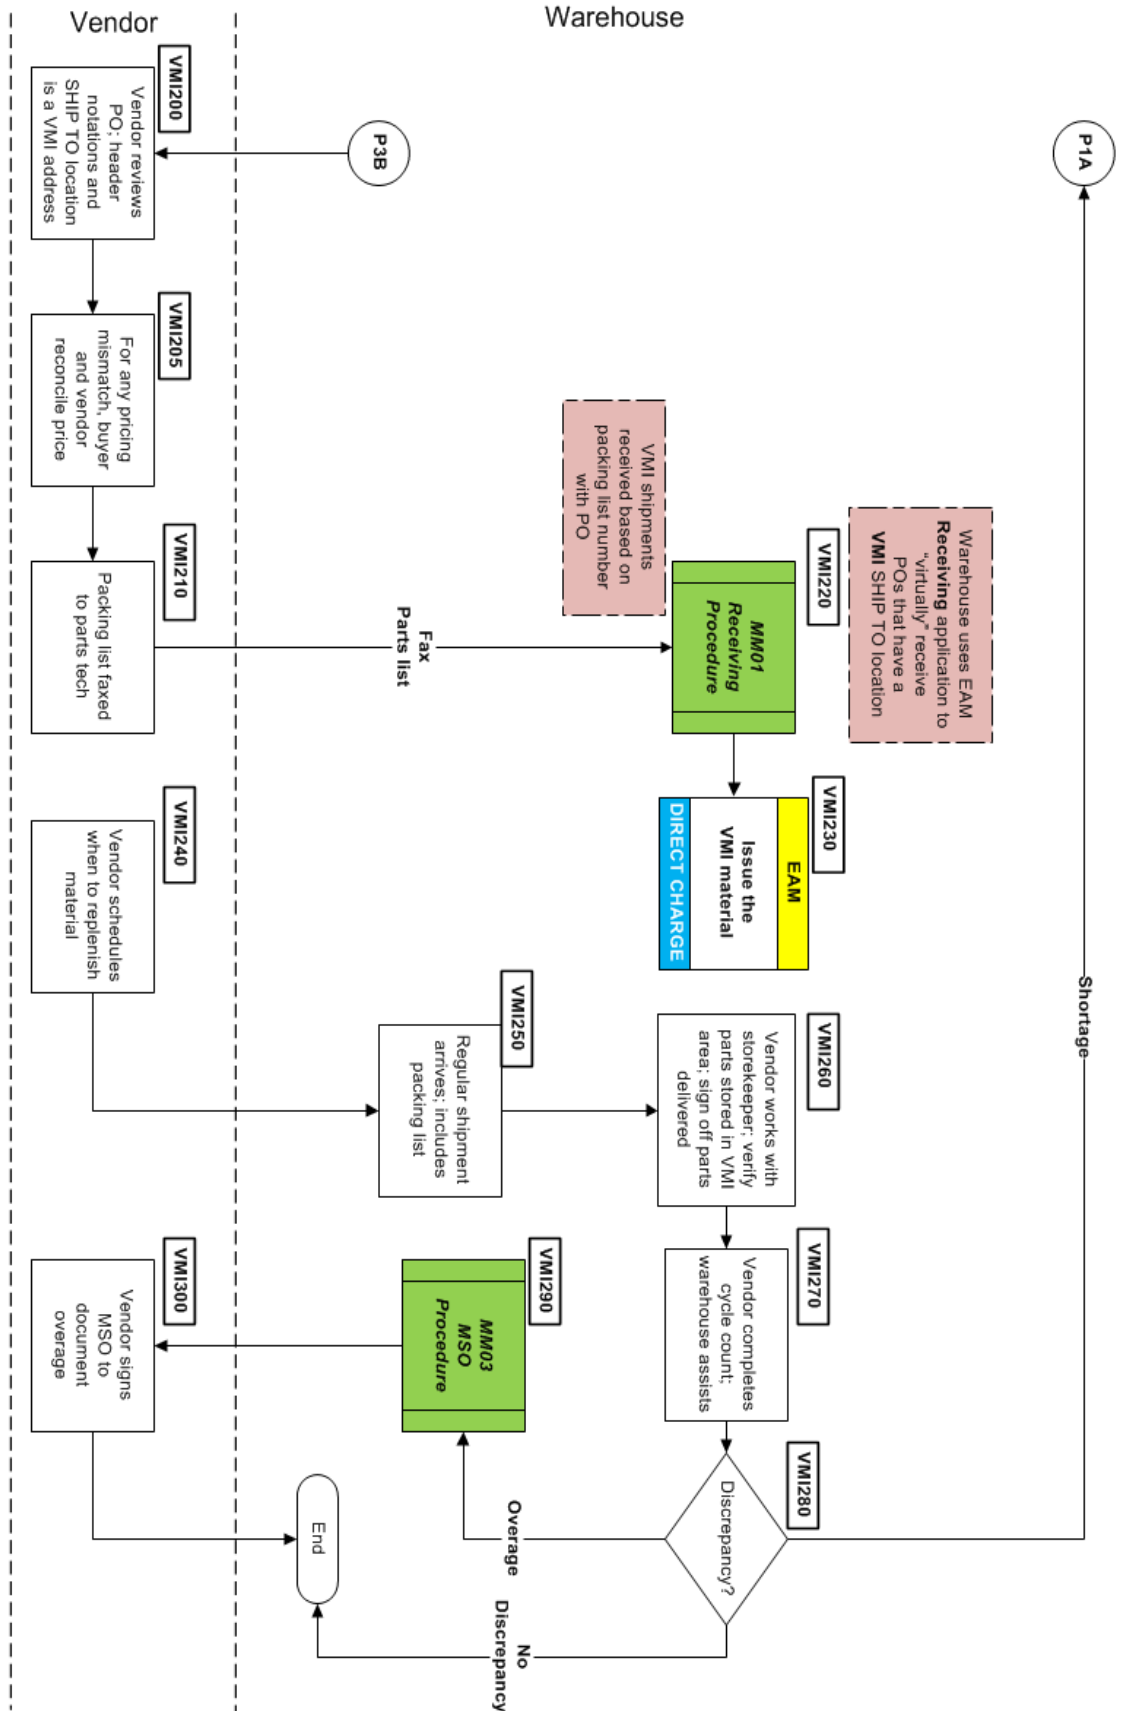 Vendor
Warehouse
P1A
P3B
VMI200
Vendor reviews
PO; header
notations and
SHIP TO location
is a VMI address
VMI205
For any pricing
mismatch, buyer
and vendor
reconcile price
VMI210
Packing list faxed
to parts tech
Fax
Parts list
VMI shipments
received based on
packing list number
with PO
Warehouse uses EAM
Receiving application to
"virtually" receive
POs that have a
VMI SHIP TO location
VMI220
MM01
Receiving
Procedure
VMI230
EAM
Issue the
VMI material
DIRECT CHARGE
VMI240
Vendor schedules
when to replenish
material
VMI250
Regular shipment
arrives; includes
packing list
VMI260
Vendor works with
storekeeper; verify
parts stored in VMI
area; sign off parts
delivered
VMI270
Vendor completes
cycle count;
warehouse assists
VMI280
Discrepancy?
Shortage
Overage
No
Discrepancy
VMI290
MM03
MSO
Procedure
VMI300
Vendor signs
MSO to
document
overage
End